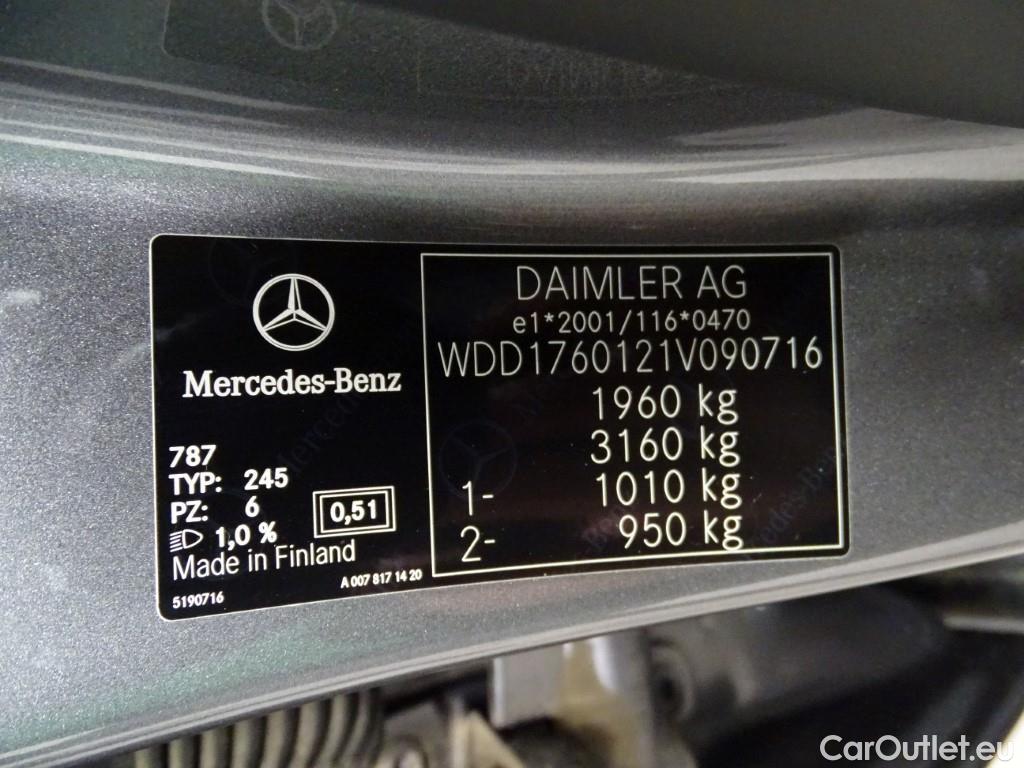 Mercedes-Benz
787
TYP: 245
PZ: 6
0,51
1,0 %
Made in Finland
5190716
A 007 817 14 20
DAIMLER AG
e1*2001/116*0470
WDD1760121V090716
1960 kg
3160 kg
1- 1010 kg
2- 950 kg
CarOutlet.eu